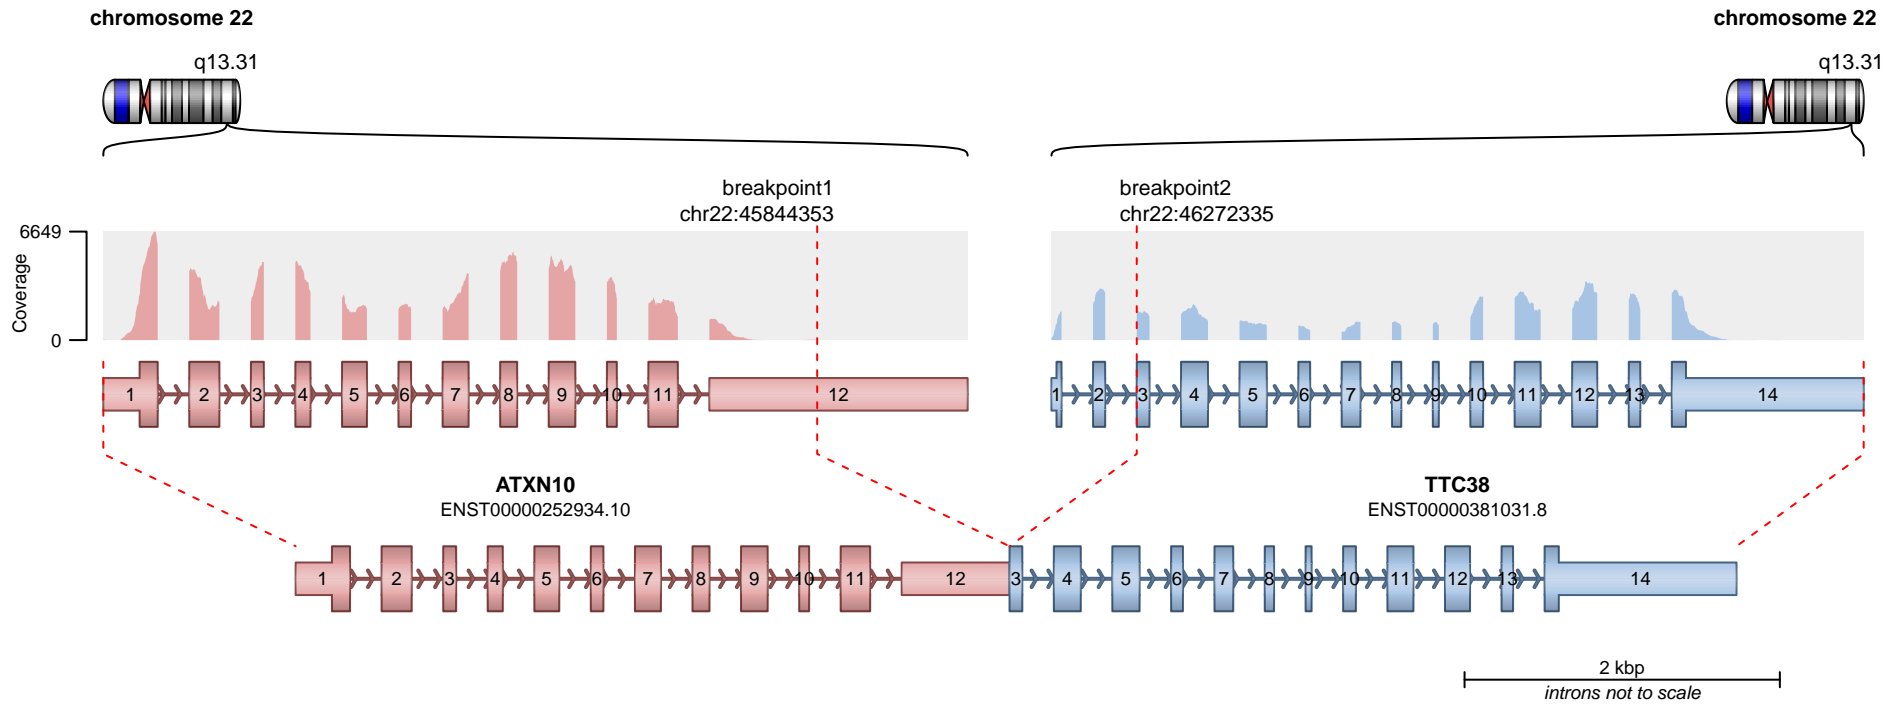 chromosome 22
chromosome 22
q13.31
q13.31
breakpoint1
chr22:45844353
breakpoint2
chr22:46272335
6649
Coverage
0
1 2 3 4 5 6 7 8 9 10 11 12
1 2 3 4 5 6 7 8 9 10 11 12 13 14
ATXN10
ENST00000252934.10
TTC38
ENST00000381031.8
1 2 3 4 5 6 7 8 9 10 11 12 3 4 5 6 7 8 9 10 11 12 13 14
2 kbp
introns not to scale